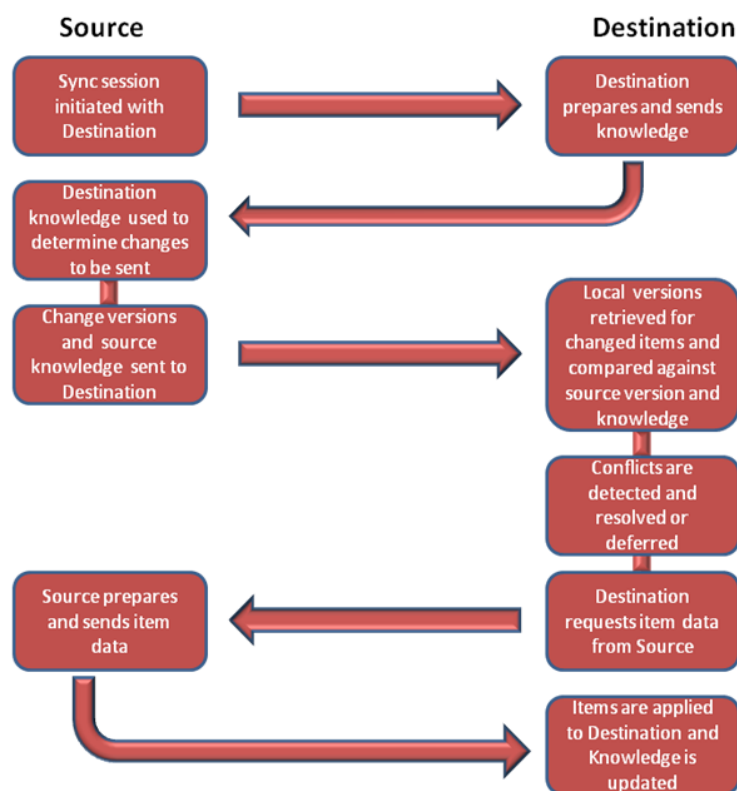 Source
Destination
Sync session
initiated with
Destination
Destination
prepares and sends
knowledge
Destination
knowledge used to
determine changes
to be sent
Change versions
and source
knowledge sent to
Destination
Local versions
retrieved for
changed items and
compared against
source version and
knowledge
Conflicts are
detected and
resolved or
deferred
Destination
requests item data
from Source
Source prepares
and sends item
data
Items are applied
to Destination and
Knowledge is
updated